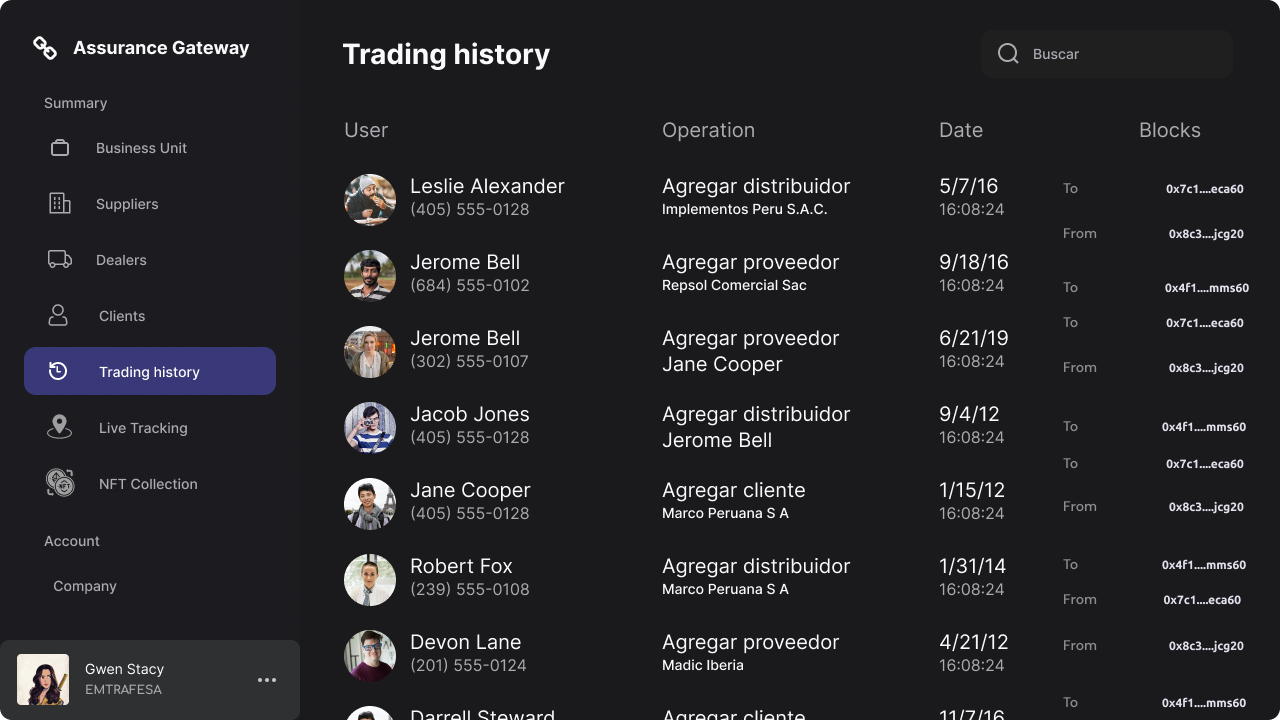 Assurance Gateway
Summary
Business Unit
Suppliers
Dealers
Clients
Trading history
Live Tracking
NFT Collection
Account
Company
Gwen Stacy
EMTRAFESA
Trading history
Buscar
User Operation Date Blocks
Leslie Alexander Agregar distribuidor 5/7/16 To 0x7c1....eca60
(405) 555-0128 Implementos Peru S.A.C. 16:08:24
From 0x8c3....jcg20
Jerome Bell Agregar proveedor 9/18/16
(684) 555-0102 Repsol Comercial Sac 16:08:24 To 0x4f1....mms60
To 0x7c1....eca60
Jerome Bell Agregar proveedor 6/21/19
(302) 555-0107 Jane Cooper 16:08:24 From 0x8c3....jcg20
Jacob Jones Agregar distribuidor 9/4/12 To 0x4f1....mms60
(405) 555-0128 Jerome Bell 16:08:24
To 0x7c1....eca60
Jane Cooper Agregar cliente 1/15/12
(405) 555-0128 Marco Peruana S A 16:08:24 From 0x8c3....jcg20
Robert Fox Agregar distribuidor 1/31/14 To 0x4f1....mms60
(239) 555-0108 Marco Peruana S A 16:08:24 From 0x7c1....eca60
Devon Lane Agregar proveedor 4/21/12 From 0x8c3....jcg20
(201) 555-0124 Madic Iberia 16:08:24
To 0x4f1....mms60
Darrell Steward Agregar cliente 11/7/16